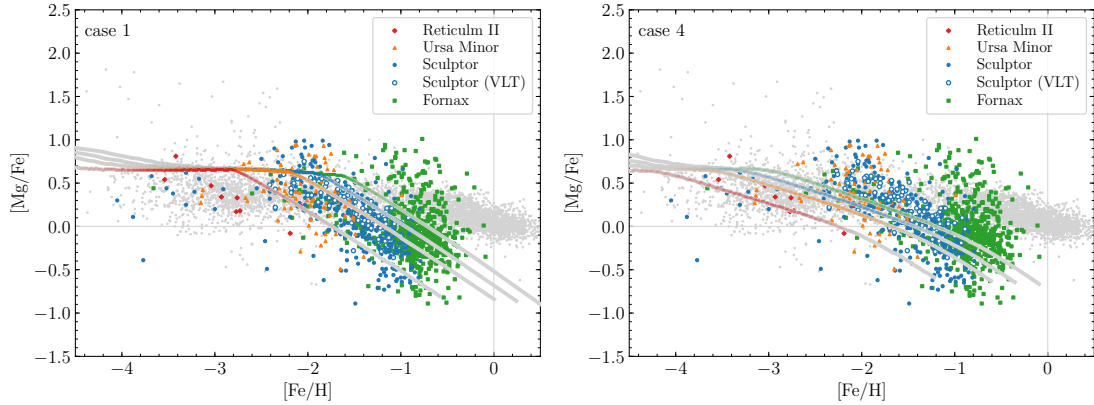 case 1
Reticulm II
Ursa Minor
Sculptor
Sculptor (VLT)
Fornax
2.5
2.0
1.5
1.0
0.5
0.0
−0.5
−1.0
−1.5
[Mg/Fe]
−4 −3 −2 −1 0
[Fe/H]
case 4
Reticulm II
Ursa Minor
Sculptor
Sculptor (VLT)
Fornax
2.5
2.0
1.5
1.0
0.5
0.0
−0.5
−1.0
−1.5
[Mg/Fe]
−4 −3 −2 −1 0
[Fe/H]